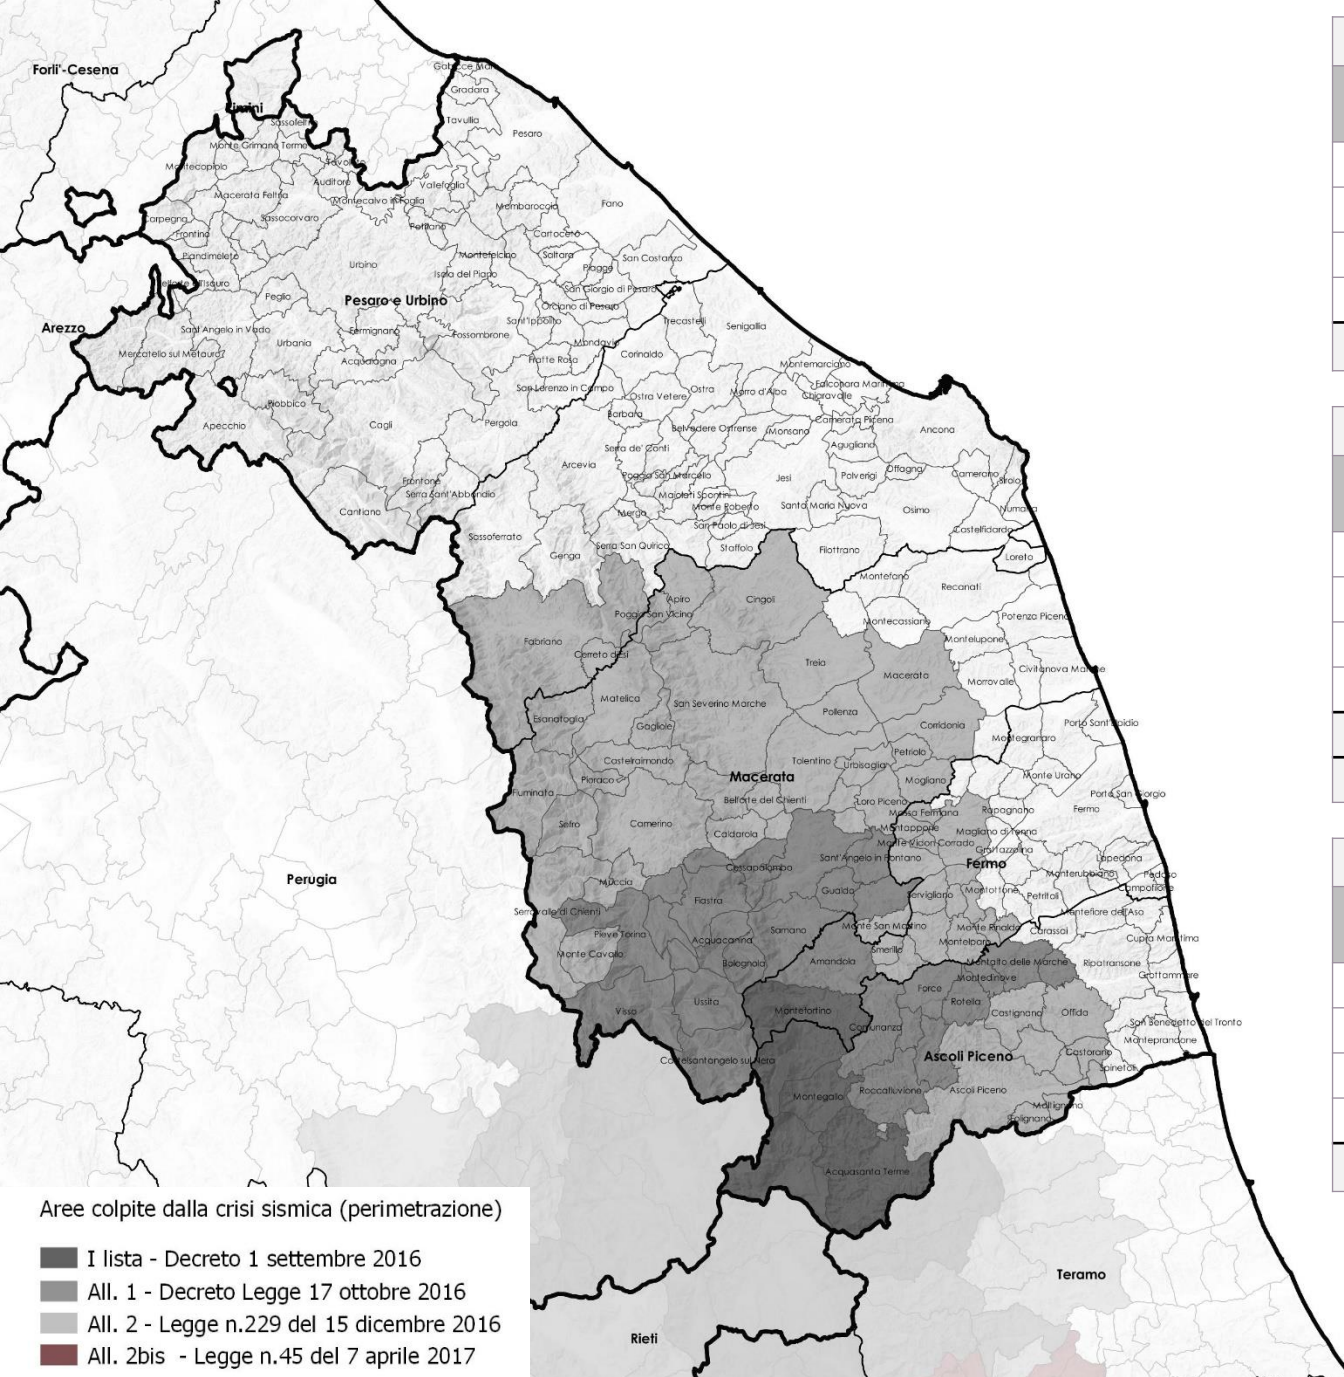 Forli'-Cesena
Gradara
Tavullia
Pesaro
Monte Grimano Terme
Auditore
Vallefoglia
Macerata Feltria
Montecalvo in Foglia
Mombaroccio
Fano
Sassocorvaro
Petriano
Cartoceto
Frontino
Piandimeleto
Urbino
Montefelcino
Saltara
San Costanzo
Isola del Piano
Piagge
Peglio
Pesaro e Urbino
San Giorgio di Pesaro
Orciano di Pesaro
Arezzo
Sant'Angelo in Vado
Fermignano
Sant'Ippolito
Trecastelli
Senigallia
Urbania
Fossombrone
Mondavio
Mercatello sul Metauro
Acqualagna
Fratte Rosa
Corinaldo
Montemarciano
San Lorenzo in Campo
Ostra Vetere
Ostra
Morro d'Alba
Falconara Marittima
Chiaravalle
Piobbico
Barbara
Apecchio
Cagli
Pergola
Belvedere Ostrense
Monsano
Camerata Picena
Ancona
Serra de' Conti
Agugliano
Arcevia
Poggio San Marcello
Jesi
Polverigi
Offagna
Camerano
Sirolo
Frontone
Serra Sant'Abbondio
Maiolati Spontini
Monte Roberto
Santa Maria Nuova
Osimo
Numana
Cantiano
Mergo
San Paolo di Jesi
Castelfidardo
Sassoferrato
Genga
Serra San Quirico
Staffolo
Filottrano
Loreto
Montefano
Recanati
Apiro
Cingoli
Poggio San Vicino
Montecassiano
Potenza Picena
Fabriano
Cerreto d'Esi
Montelupone
Treia
Macerata
Civitanova Marche
Morrovalle
Matelica
San Severino Marche
Esanatoglia
Gagliole
Pollenza
Corridonia
Porto Sant'Elpidio
Montegranaro
Castelraimondo
Tolentino
Petriolo
Urbisaglia
Macerata
Pioraco
Mogliano
Monte Urano
Fiuminata
Belforte del Chienti
Loro Piceno
Porto San Giorgio
Massa Fermana
Rapagnano
Fermo
Sefro
Camerino
Caldarola
Montappone
Magliano di Tenna
Monte Vidon Corrado
Grottazzolina
Cessapalombo
Sant'Angelo in Pontano
Fermo
Lapedona
Perugia
Muccia
Gualdo
Servigliano
Montottone
Monterubbiano
Pedaso
Petritoli
Campofilone
Fiastra
Serravalle di Chienti
Montefiore dell'Aso
Pieve Torina
Sarnano
Monte San Martino
Monte Rinaldo
Carassai
Acquacanina
Montelparo
Cupra Marittima
Monte Cavallo
Bolognola
Amandola
Smerillo
Montalto delle Marche
Ripatransone
Montedinove
Grottammare
Force
Visso
Ussita
Rotella
Montefortino
Castignano
Offida
San Benedetto del Tronto
Comunanza
Monteprandone
Castelsantangelo sul Nera
Ascoli Piceno
Castorano
Spinetoli
Montegallo
Roccafluvione
Ascoli Piceno
Maltignano
Folignano
Acquasanta Terme
Teramo
Rieti
Aree colpite dalla crisi sismica (perimetrazione)
I lista - Decreto 1 settembre 2016
All. 1 - Decreto Legge 17 ottobre 2016
All. 2 - Legge n.229 del 15 dicembre 2016
All. 2bis - Legge n.45 del 7 aprile 2017